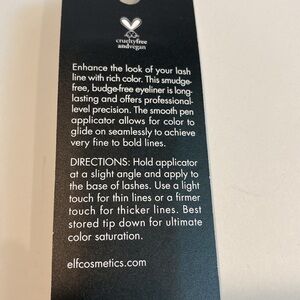 crueltyfree
andvegan
Enhance the look of your lash
line with rich color. This smudge-
free, budge-free eyeliner is long-
lasting and offers professional-
level precision. The smooth pen
applicator allows for color to
glide on seamlessly to achieve
very fine to bold lines.
DIRECTIONS: Hold applicator
at a slight angle and apply to
the base of lashes. Use a light
touch for thin lines or a firmer
touch for thicker lines. Best
stored tip down for ultimate
color saturation.
elfcosmetics.com